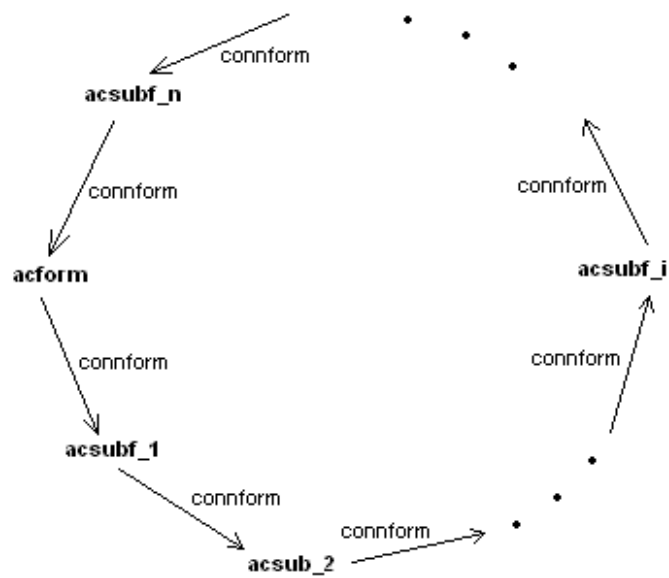 connform
acsubf_n
connform
connform
acform
acsubf_i
connform
connform
acsubf_1
connform
connform
acsub_2